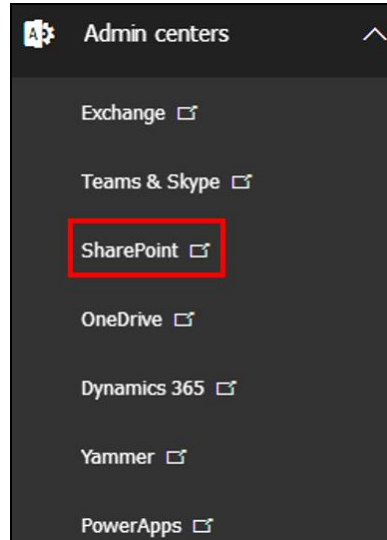 Admin centers
Exchange
Teams & Skype
SharePoint
OneDrive
Dynamics 365
Yammer
PowerApps